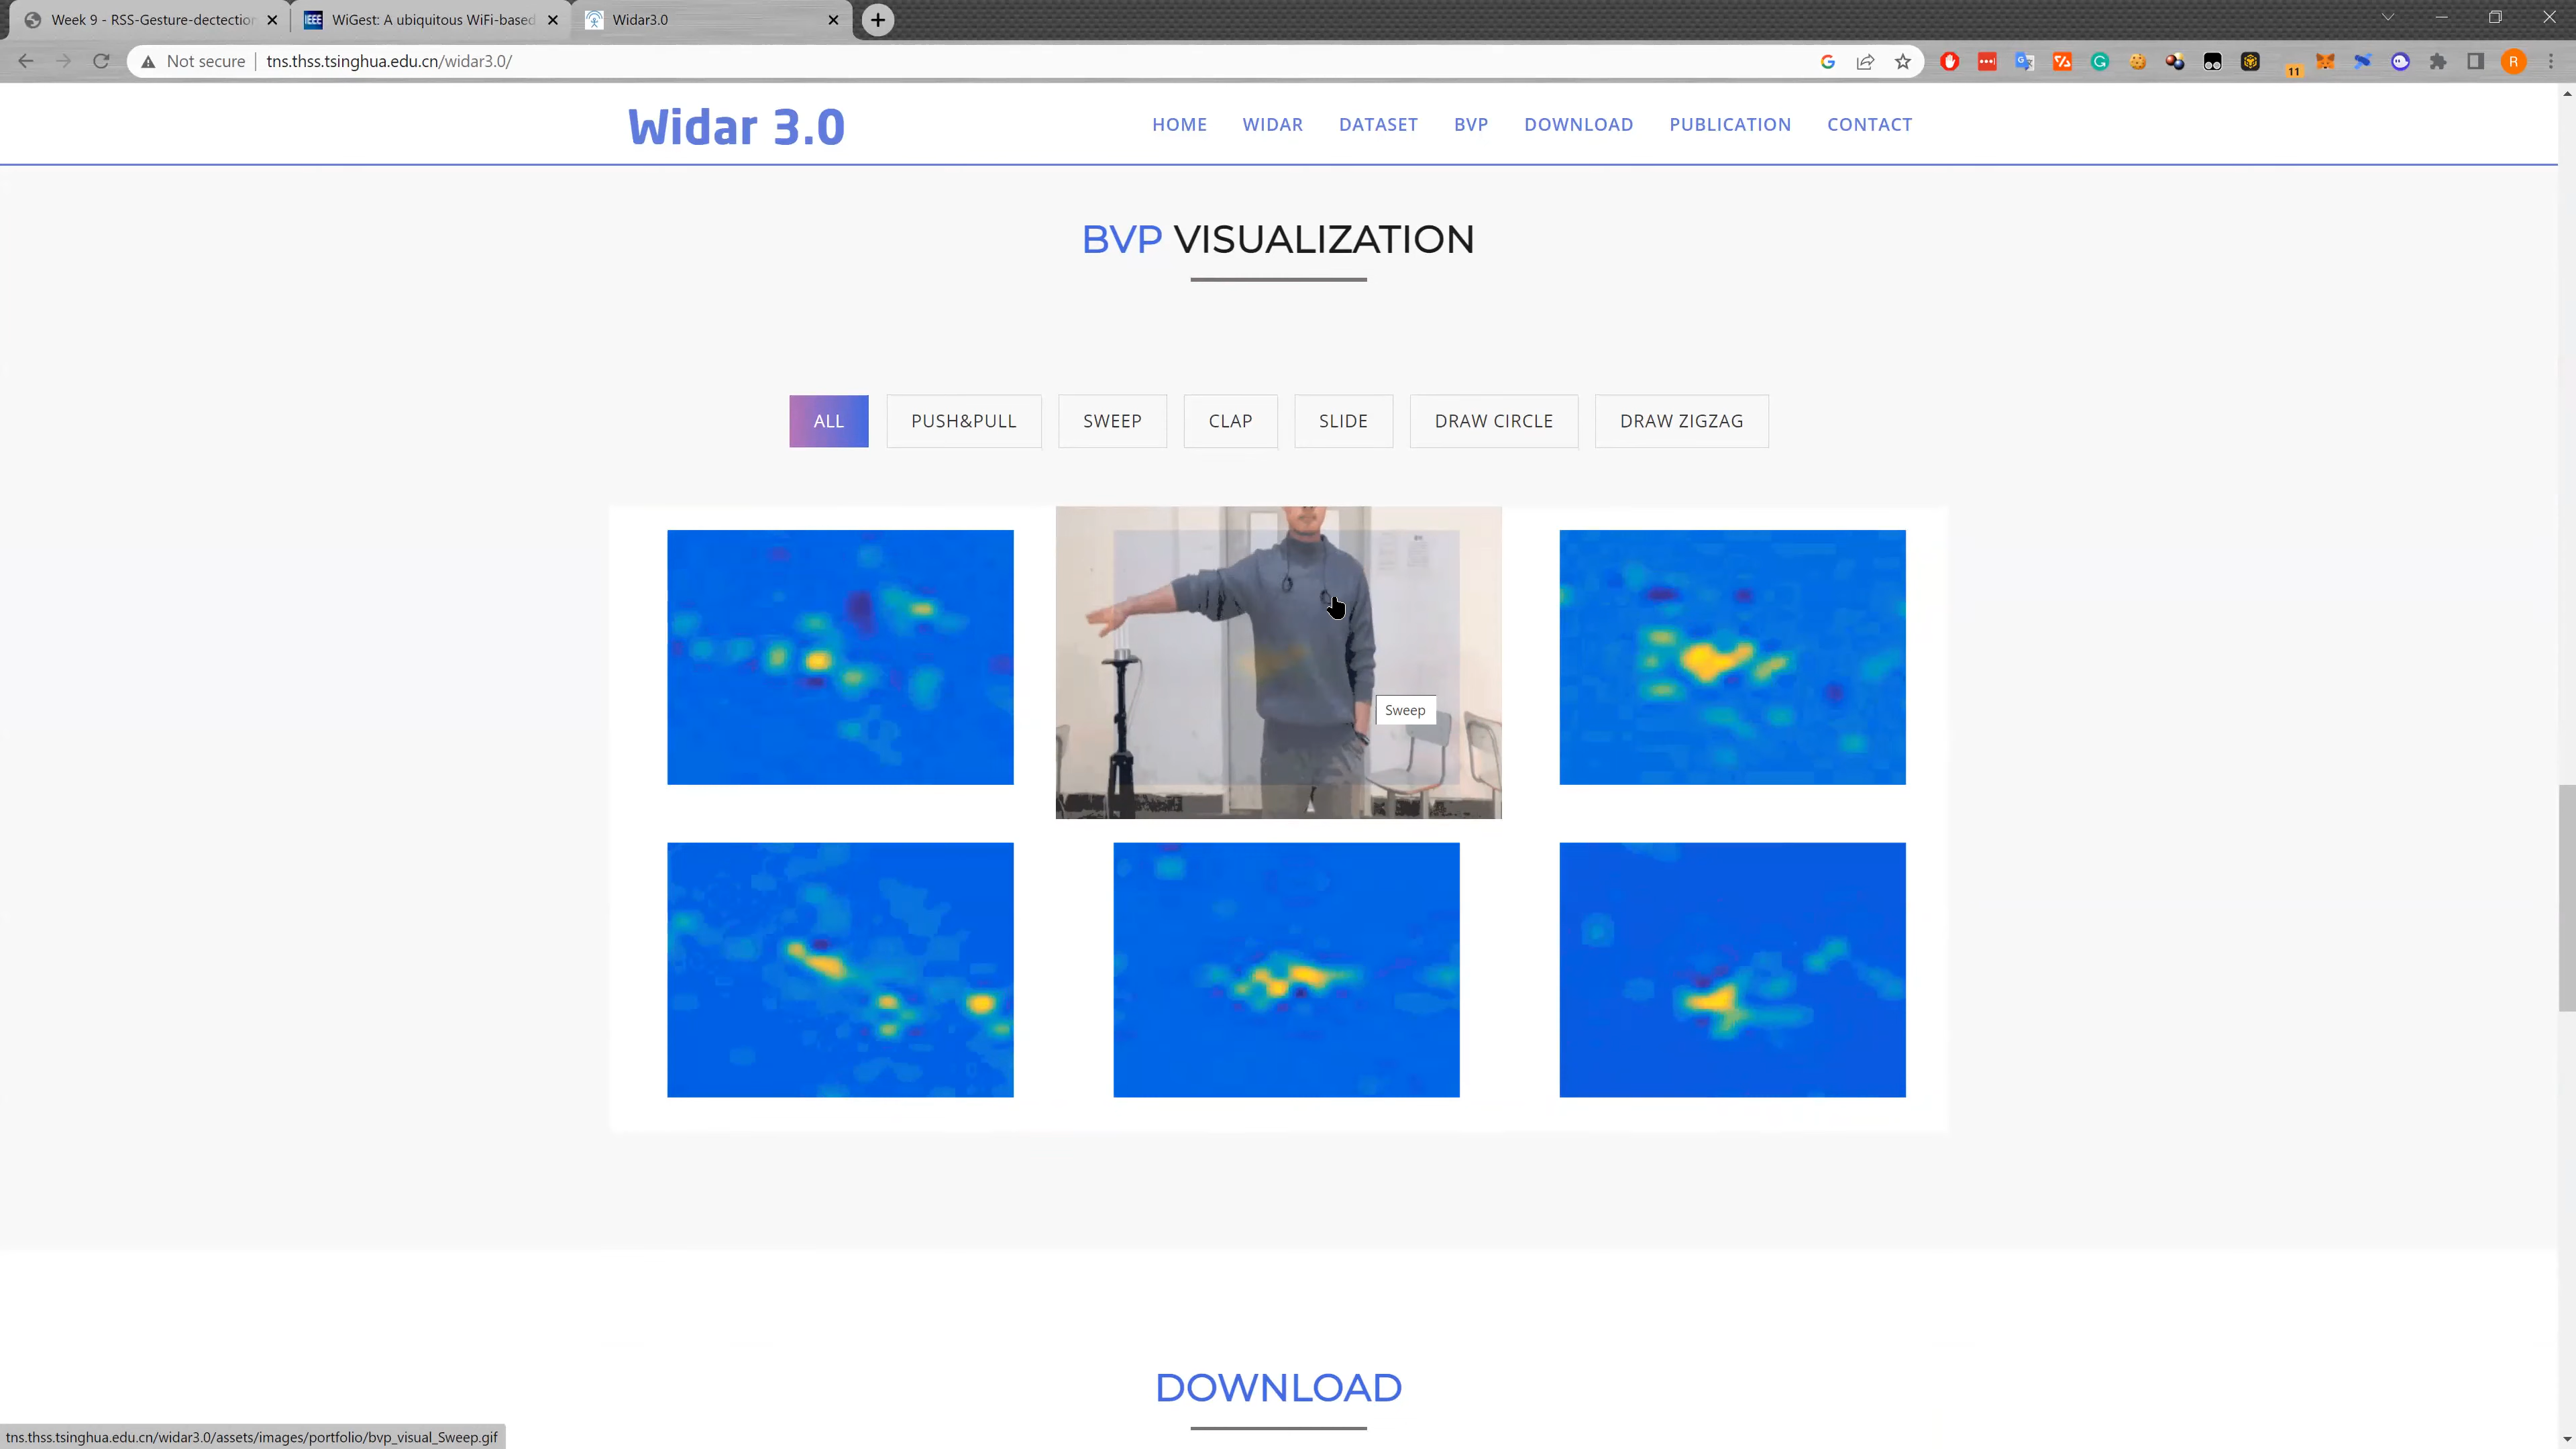 Week 9 - RSS-Gesture-dectection
WiGest: A ubiquitous WiFi-based
Widar3.0
Not secure
tns.thss.tsinghua.edu.cn/widar3.0/
11
R
Widar 3.0
HOME WIDAR DATASET BVP DOWNLOAD PUBLICATION CONTACT
BVP VISUALIZATION
ALL PUSH&PULL SWEEP CLAP SLIDE DRAW CIRCLE DRAW ZIGZAG
Sweep
DOWNLOAD
tns.thss.tsinghua.edu.cn/widar3.0/assets/images/portfolio/bvp_visual_Sweep.gif